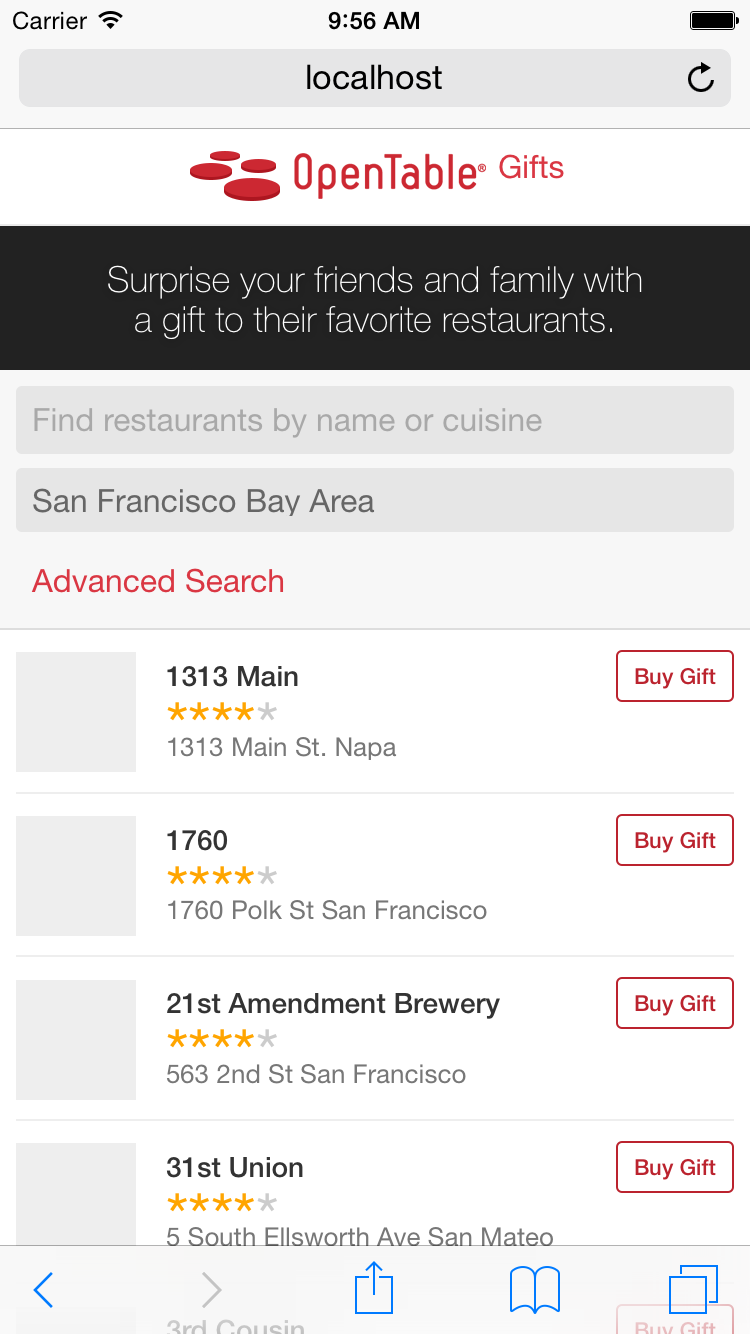 Carrier 9:56 AM
localhost
OpenTable® Gifts
Surprise your friends and family with
a gift to their favorite restaurants.
Find restaurants by name or cuisine
San Francisco Bay Area
Advanced Search
1313 Main Buy Gift
1313 Main St. Napa
1760 Buy Gift
1760 Polk St San Francisco
21st Amendment Brewery Buy Gift
563 2nd St San Francisco
31st Union Buy Gift
5 South Ellsworth Ave San Mateo
3rd Cousin Buy Gift